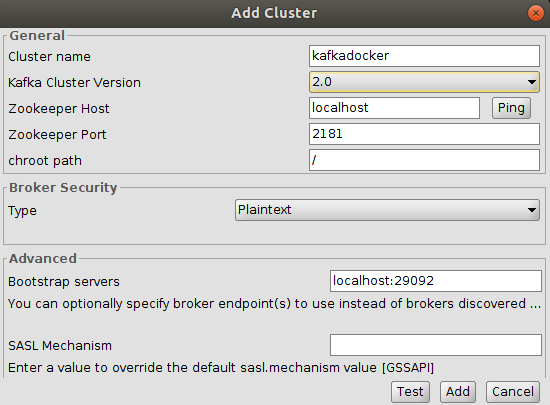 Add Cluster
General
Cluster name kafkadocker
Kafka Cluster Version 2.0
Zookeeper Host localhost Ping
Zookeeper Port 2181
chroot path /
Broker Security
Type Plaintext
Advanced
Bootstrap servers localhost:29092
You can optionally specify broker endpoint(s) to use instead of brokers discovered ...
SASL Mechanism
Enter a value to override the default sasl.mechanism value [GSSAPI]
Test Add Cancel